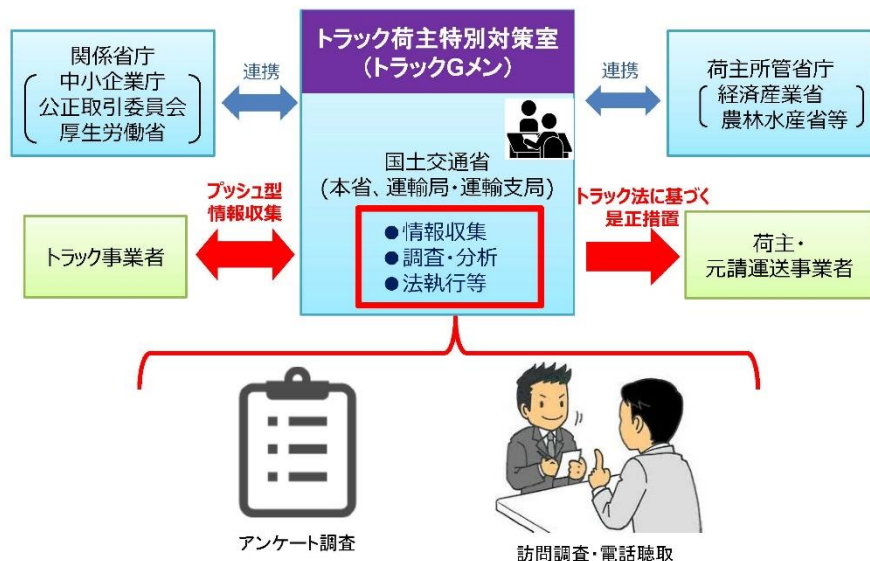 関係省庁
中小企業庁
公正取引委員会
厚生労働省
連携
トラック荷主特別対策室
(トラックGメン)
連携
荷主所管省庁
経済産業省
農林水産省等
国土交通省
(本省、運輸局・運輸支局)
プッシュ型
情報収集
トラック事業者
●情報収集
●調査・分析
●法執行等
トラック法に基づく
是正措置
荷主・
元請運送事業者
アンケート調査
訪問調査・電話聴取